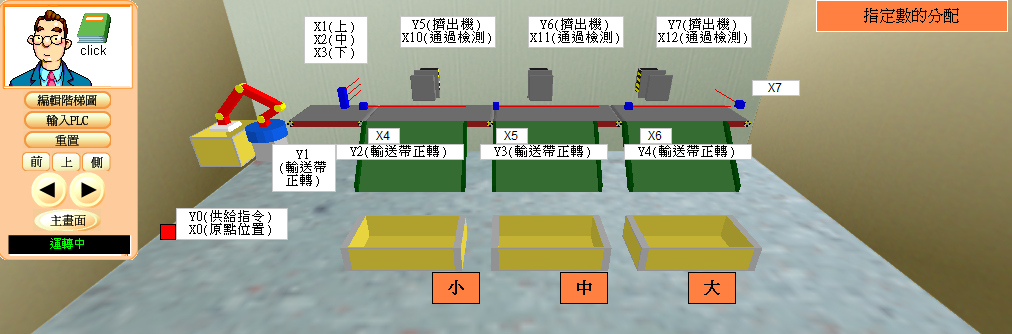 click
編輯階梯圖
輸入PLC
重置
前
上
側
主畫面
運轉中
指定數的分配
X1(上)
X2(中)
X3(下)
Y5(擠出機)
X10(通過檢測)
Y6(擠出機)
X11(通過檢測)
Y7(擠出機)
X12(通過檢測)
X7
X4
X5
X6
Y1
(輸送帶
正轉)
Y2(輸送帶正轉)
Y3(輸送帶正轉)
Y4(輸送帶正轉)
Y0(供給指令)
X0(原點位置)
小
中
大